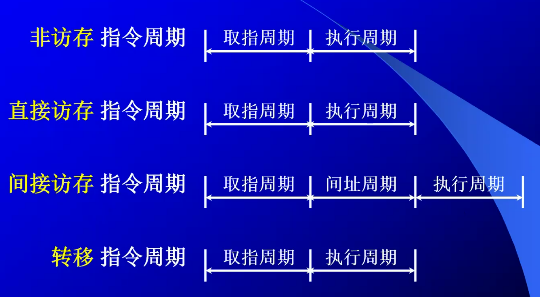 非访存 指令周期 取指周期 执行周期
直接访存 指令周期 取指周期 执行周期
间接访存 指令周期 取指周期 间址周期 执行周期
转移 指令周期 取指周期 执行周期